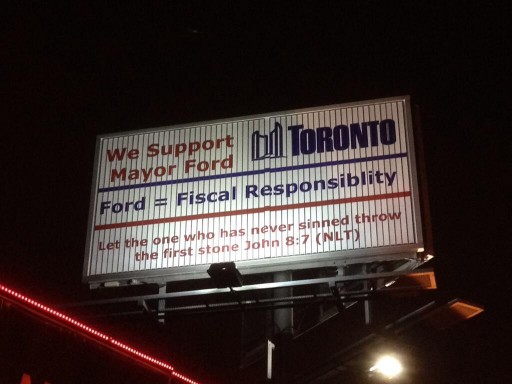 We Support
Mayor Ford
TORONTO
Ford = Fiscal Responsiblity
Let the one who has never sinned throw
the first stone John 8:7 (NLT)